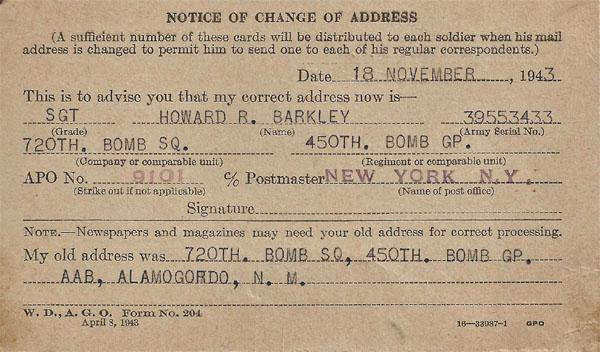 NOTICE OF CHANGE OF ADDRESS
(A sufficient number of these cards will be distributed to each soldier when his mail
address is changed to permit him to send one to each of his regular correspondents.)
Date 18 NOVEMBER, 1943
This is to advise you that my correct address now is—
SGT HOWARD R. BARKLEY 39553433
(Grade) (Name) (Army Serial No.)
720TH. BOMB SQ. 450TH. BOMB GP.
(Company or comparable unit) (Regiment or comparable unit)
APO No. 9101 c/o Postmaster NEW YORK N.Y.
(Strike out if not applicable) (Name of post office)
Signature
NOTE.—Newspapers and magazines may need your old address for correct processing.
My old address was 720TH. BOMB SQ, 450TH. BOMB GP.
AAB, ALAMOGORDO, N. M.
W. D., A. G. O. Form No. 204
April 8, 1943 16—33987-1 GPO